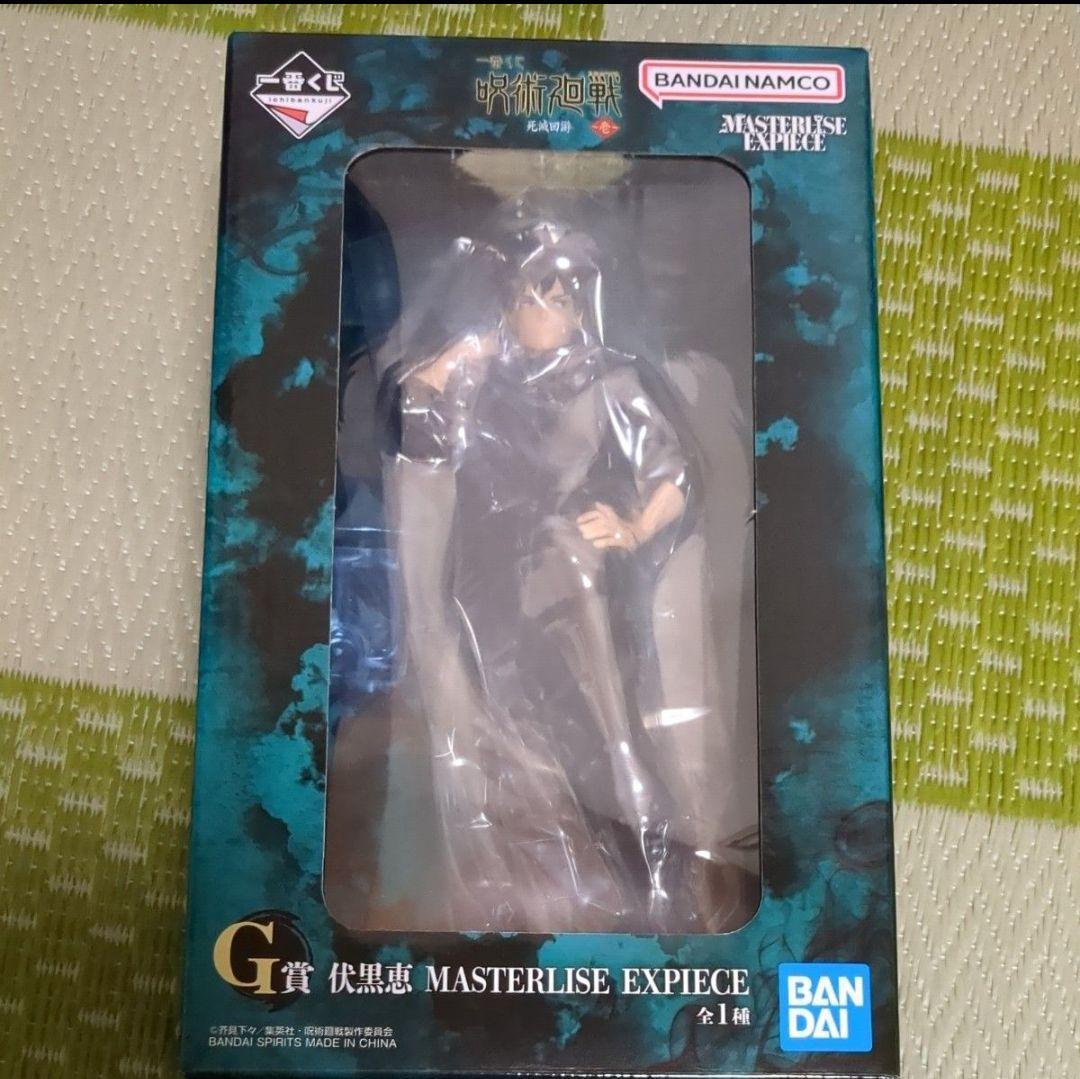 一番くじ
ichibankuji
一番くじ
呪術廻戦
死滅回游
~壱~
BANDAI NAMCO
MASTERLISE
EXPIECE
G賞 伏黒恵 MASTERLISE EXPIECE
全1種
BAN
DAI
©芥見下々/集英社・呪術廻戦製作委員会
BANDAI SPIRITS MADE IN CHINA